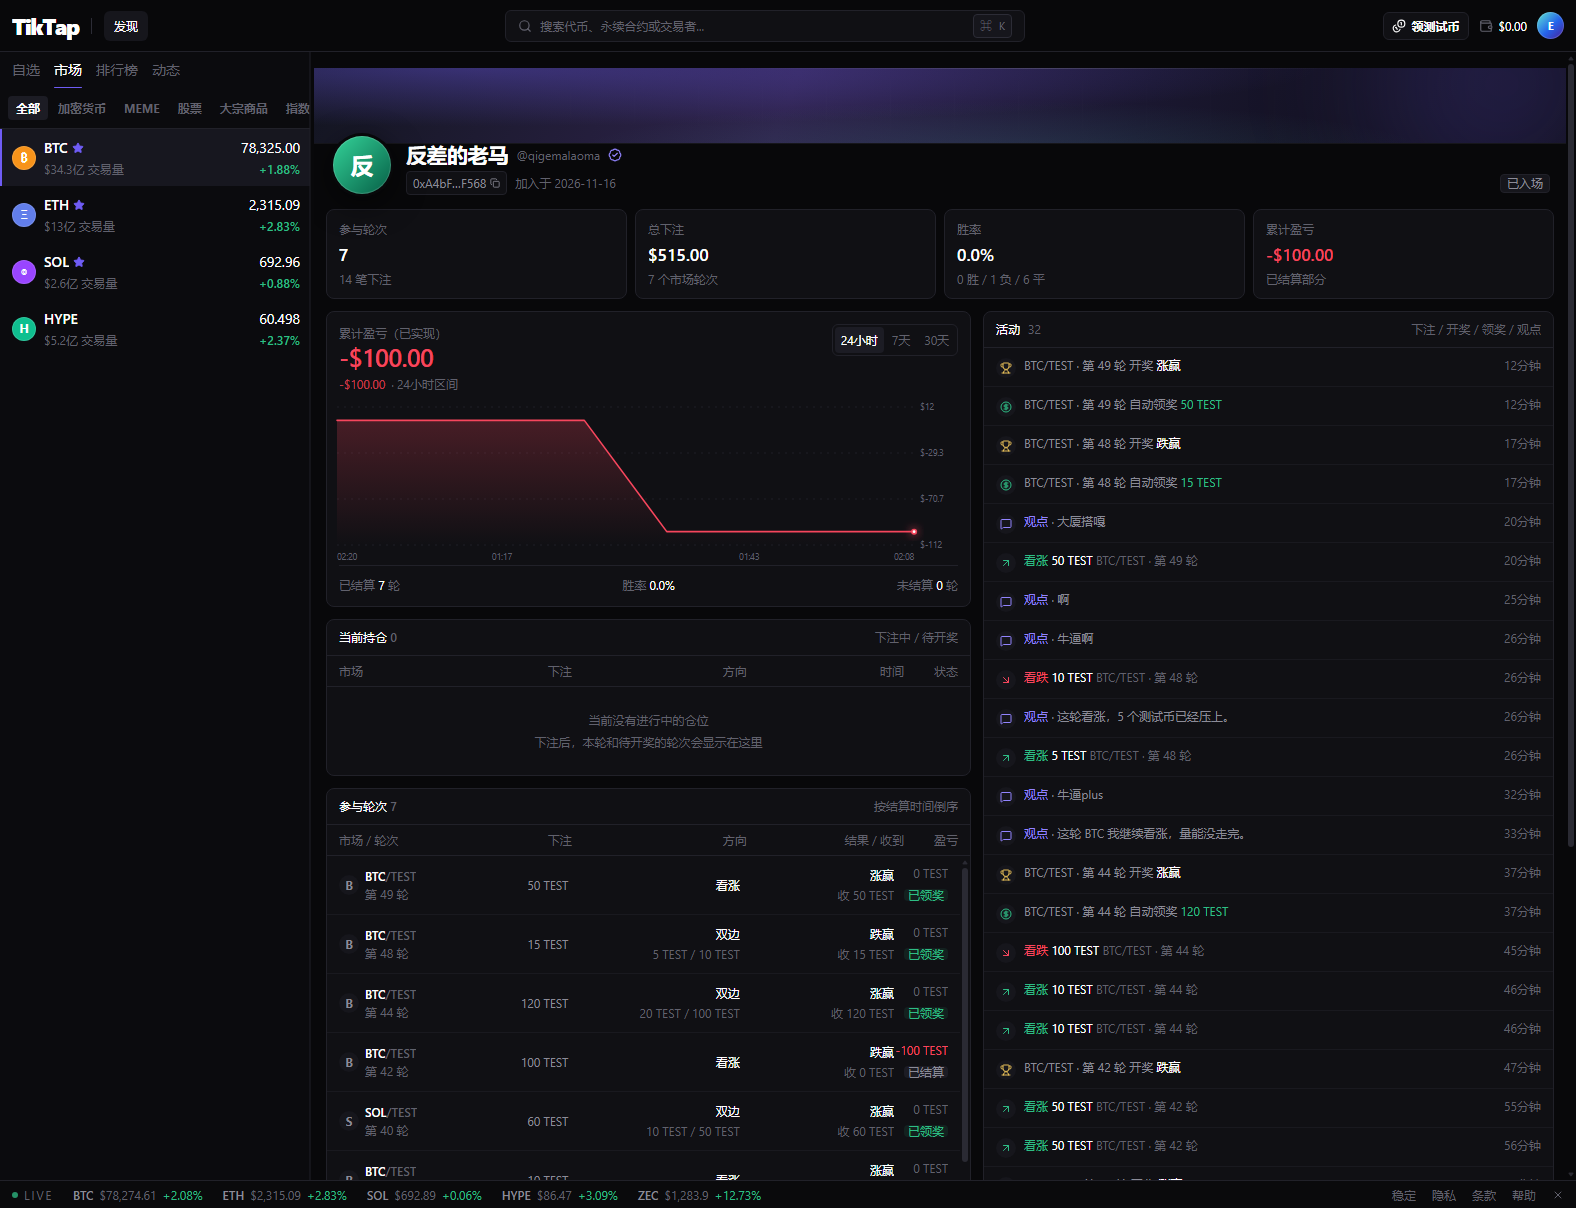 TikTap
发现
搜索代币、永续合约或交易者...
⌘ K
领测试币
$0.00
E
自选 市场 排行榜 动态
全部 加密货币 MEME 股票 大宗商品 指数
BTC 78,325.00
$34.3亿 交易量 +1.88%
ETH 2,315.09
$13亿 交易量 +2.83%
SOL 692.96
$2.6亿 交易量 +0.88%
H HYPE 60.498
$5.2亿 交易量 +2.37%
反
反差的老马 @qigemalaoma
0xA4bF...F568 加入于 2026-11-16
已入场
参与轮次
7
14 笔下注
总下注
$515.00
7 个市场轮次
胜率
0.0%
0 胜 / 1 负 / 6 平
累计盈亏
-$100.00
已结算部分
累计盈亏（已实现）
-$100.00
-$100.00 · 24小时区间
24小时 7天 30天
$12
$-29.3
$-70.7
$-112
02:20 01:17 01:43 02:08
已结算 7 轮 胜率 0.0% 未结算 0 轮
当前持仓 0 下注中 / 待开奖
市场 下注 方向 时间 状态
当前没有进行中的仓位
下注后，本轮和待开奖的轮次会显示在这里
参与轮次 7 按结算时间倒序
市场 / 轮次 下注 方向 结果 / 收到 盈亏
B BTC/TEST 50 TEST 看涨 涨赢 0 TEST
第 49 轮 收 50 TEST 已领奖
B BTC/TEST 15 TEST 双边 跌赢 0 TEST
第 48 轮 5 TEST / 10 TEST 收 15 TEST 已领奖
B BTC/TEST 120 TEST 双边 涨赢 0 TEST
第 44 轮 20 TEST / 100 TEST 收 120 TEST 已领奖
B BTC/TEST 100 TEST 看涨 跌赢 -100 TEST
第 42 轮 收 0 TEST 已结算
S SOL/TEST 60 TEST 双边 涨赢 0 TEST
第 40 轮 10 TEST / 50 TEST 收 60 TEST 已领奖
B BTC/TEST 10 TEST 看涨 涨赢 0 TEST
活动 32 下注 / 开奖 / 领奖 / 观点
BTC/TEST · 第 49 轮 开奖 涨赢 12分钟
BTC/TEST · 第 49 轮 自动领奖 50 TEST 12分钟
BTC/TEST · 第 48 轮 开奖 跌赢 17分钟
BTC/TEST · 第 48 轮 自动领奖 15 TEST 17分钟
观点 · 大厦搭嘎 20分钟
看涨 50 TEST BTC/TEST · 第 49 轮 20分钟
观点 · 啊 25分钟
观点 · 牛逼啊 26分钟
看跌 10 TEST BTC/TEST · 第 48 轮 26分钟
观点 · 这轮看涨，5 个测试币已经压上。 26分钟
看涨 5 TEST BTC/TEST · 第 48 轮 26分钟
观点 · 牛逼plus 32分钟
观点 · 这轮 BTC 我继续看涨，量能没走完。 33分钟
BTC/TEST · 第 44 轮 开奖 涨赢 37分钟
BTC/TEST · 第 44 轮 自动领奖 120 TEST 37分钟
看跌 100 TEST BTC/TEST · 第 44 轮 45分钟
看涨 10 TEST BTC/TEST · 第 44 轮 46分钟
看涨 10 TEST BTC/TEST · 第 44 轮 46分钟
BTC/TEST · 第 42 轮 开奖 跌赢 47分钟
看涨 50 TEST BTC/TEST · 第 42 轮 55分钟
看涨 50 TEST BTC/TEST · 第 42 轮 56分钟
LIVE BTC $78,274.61 +2.08% ETH $2,315.09 +2.83% SOL $692.89 +0.06% HYPE $86.47 +3.09% ZEC $1,283.9 +12.73%
稳定 隐私 条款 帮助 ×